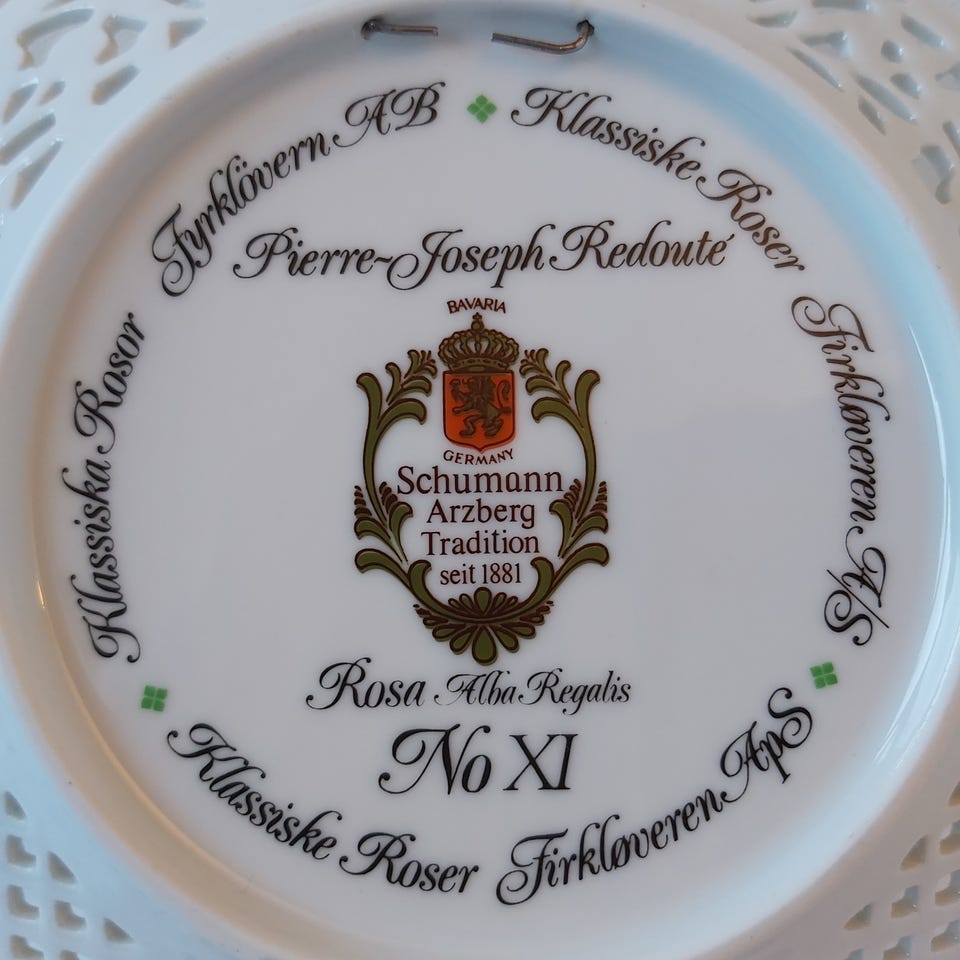 Klassiska Rosor Fyrklövern AB
Klassiske Roser Firkløveren A/S
Klassiske Roser Firkløveren ApS
Pierre-Joseph Redouté
BAVARIA
GERMANY
Schumann
Arzberg
Tradition
seit 1881
Rosa Alba Regalis
No XI